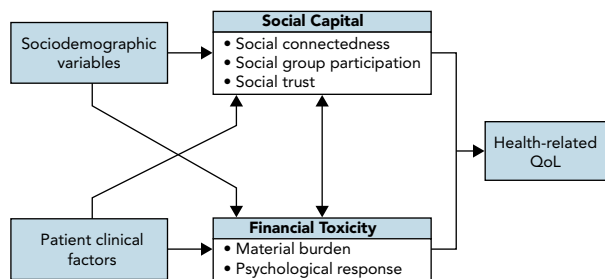 Social Capital
• Social connectedness
• Social group participation
• Social trust
Sociodemographic
variables
Health-related
QoL
Patient clinical
factors
Financial Toxicity
• Material burden
• Psychological response